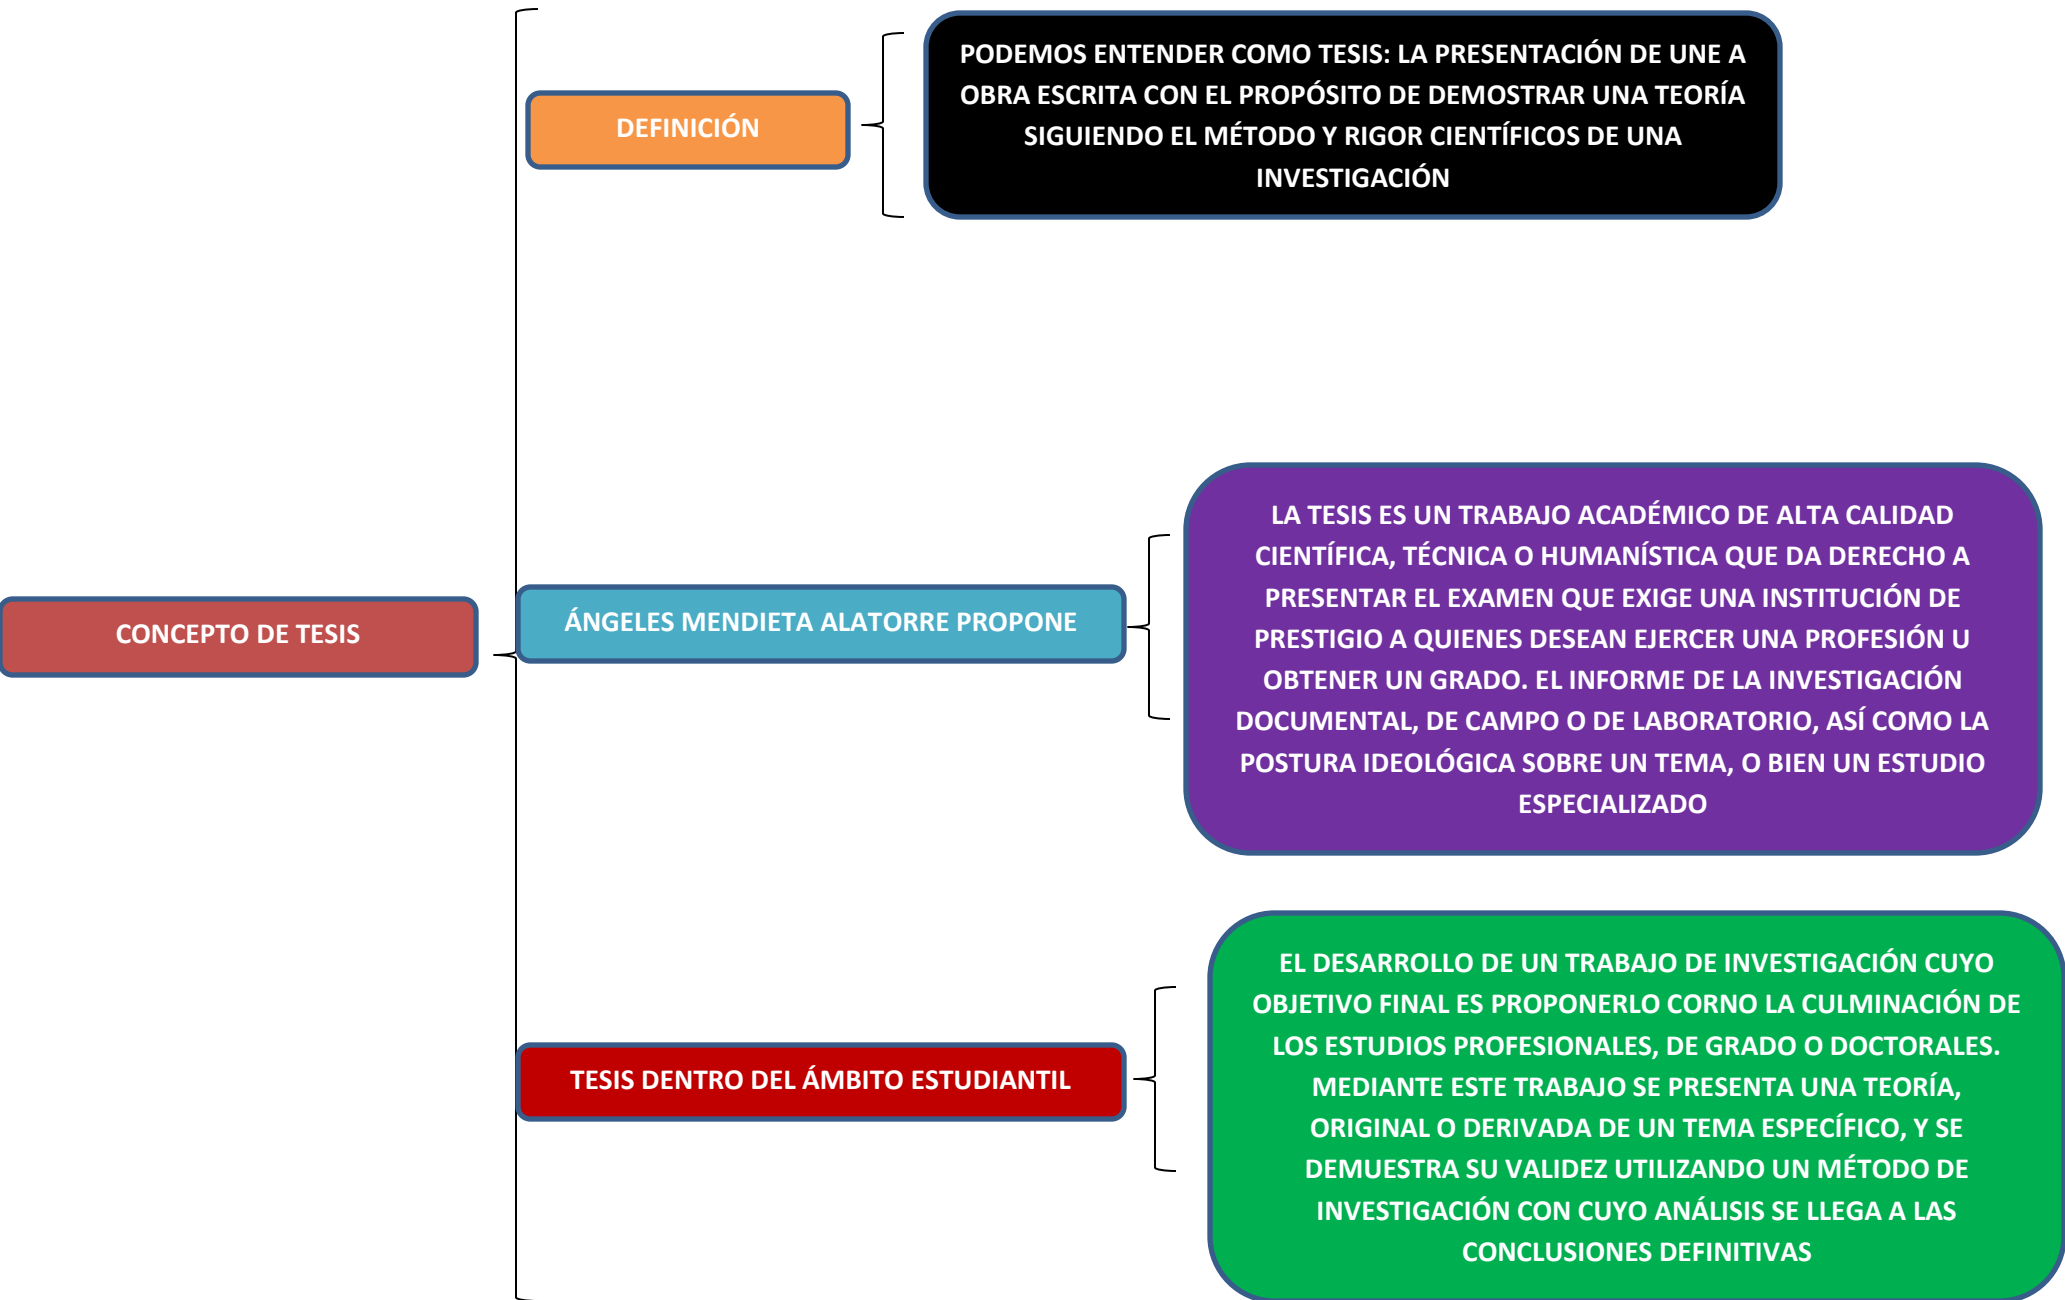 CONCEPTO DE TESIS
DEFINICIÓN
PODEMOS ENTENDER COMO TESIS: LA PRESENTACIÓN DE UNE A
OBRA ESCRITA CON EL PROPÓSITO DE DEMOSTRAR UNA TEORÍA
SIGUIENDO EL MÉTODO Y RIGOR CIENTÍFICOS DE UNA
INVESTIGACIÓN
ÁNGELES MENDIETA ALATORRE PROPONE
LA TESIS ES UN TRABAJO ACADÉMICO DE ALTA CALIDAD
CIENTÍFICA, TÉCNICA O HUMANÍSTICA QUE DA DERECHO A
PRESENTAR EL EXAMEN QUE EXIGE UNA INSTITUCIÓN DE
PRESTIGIO A QUIENES DESEAN EJERCER UNA PROFESIÓN U
OBTENER UN GRADO. EL INFORME DE LA INVESTIGACIÓN
DOCUMENTAL, DE CAMPO O DE LABORATORIO, ASÍ COMO LA
POSTURA IDEOLÓGICA SOBRE UN TEMA, O BIEN UN ESTUDIO
ESPECIALIZADO
TESIS DENTRO DEL ÁMBITO ESTUDIANTIL
EL DESARROLLO DE UN TRABAJO DE INVESTIGACIÓN CUYO
OBJETIVO FINAL ES PROPONERLO CORNO LA CULMINACIÓN DE
LOS ESTUDIOS PROFESIONALES, DE GRADO O DOCTORALES.
MEDIANTE ESTE TRABAJO SE PRESENTA UNA TEORÍA,
ORIGINAL O DERIVADA DE UN TEMA ESPECÍFICO, Y SE
DEMUESTRA SU VALIDEZ UTILIZANDO UN MÉTODO DE
INVESTIGACIÓN CON CUYO ANÁLISIS SE LLEGA A LAS
CONCLUSIONES DEFINITIVAS